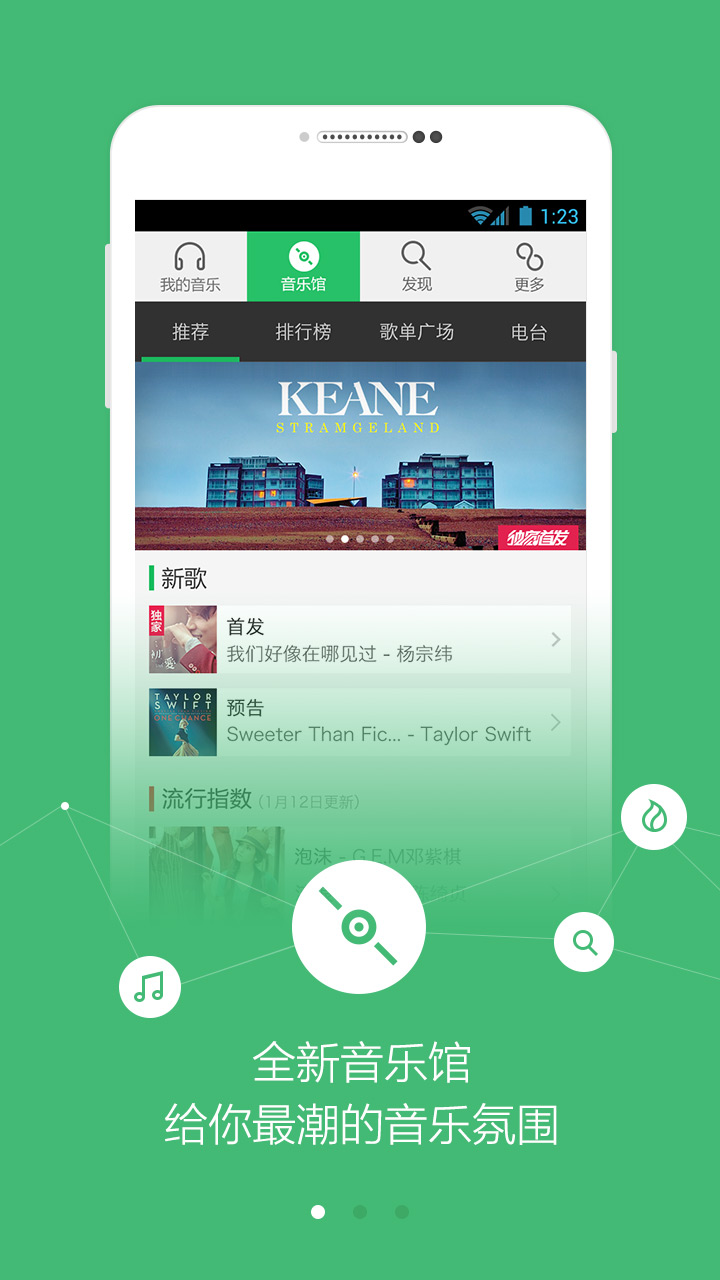 1:23
我的音乐
音乐馆
发现
更多
推荐
排行榜
歌单广场
电台
KEANE
STRAMGELAND
独家首发
新歌
独家
初爱
首发
我们好像在哪见过 - 杨宗纬
TAYLOR
SWIFT
ONE CHANCE
预告
Sweeter Than Fic... - Taylor Swift
流行指数 (1月12日更新)
泡沫 - G.E.M邓紫棋
全新音乐馆
给你最潮的音乐氛围